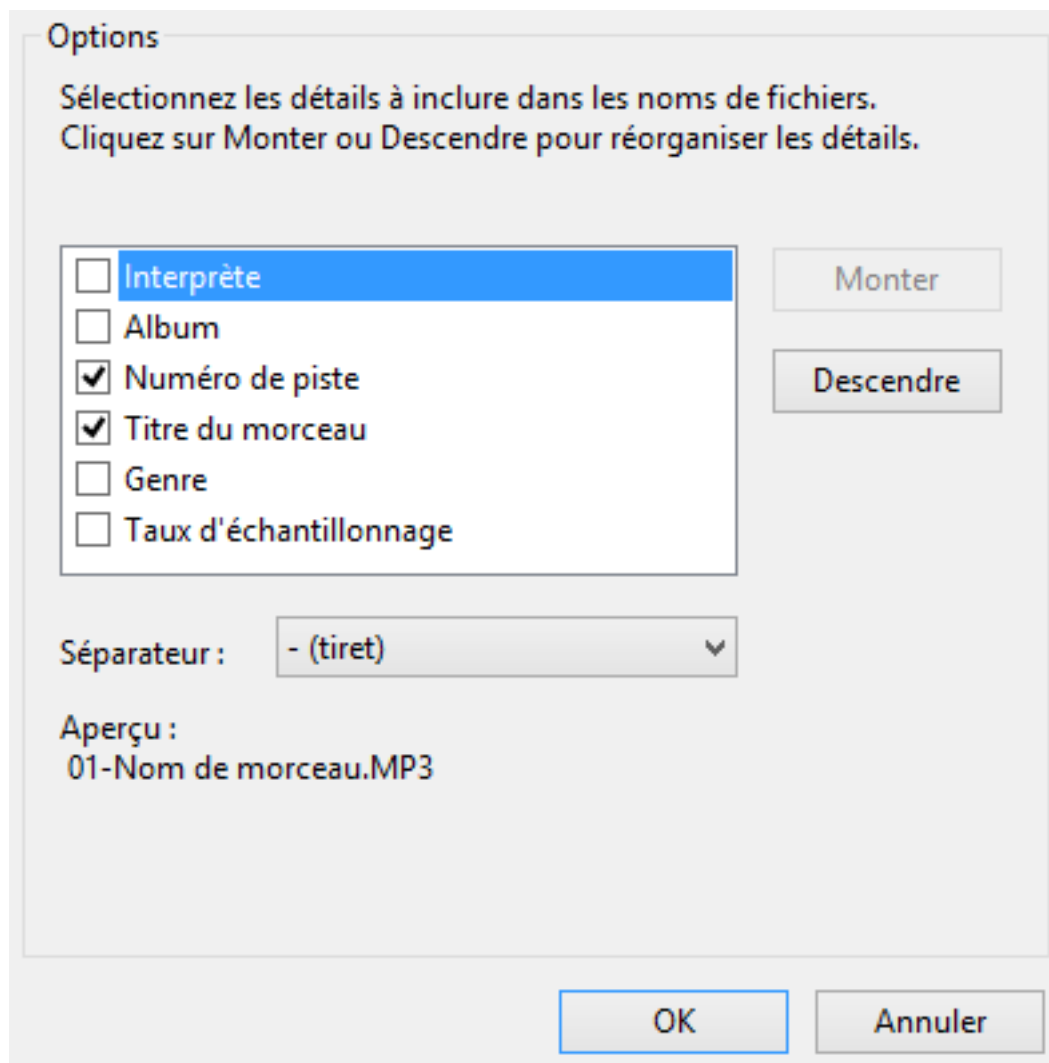 Options
Sélectionnez les détails à inclure dans les noms de fichiers.
Cliquez sur Monter ou Descendre pour réorganiser les détails.
Interprète
Monter
Album
Numéro de piste
Descendre
Titre du morceau
Genre
Taux d'échantillonnage
Séparateur :
- (tiret)
Aperçu :
01-Nom de morceau.MP3
OK
Annuler